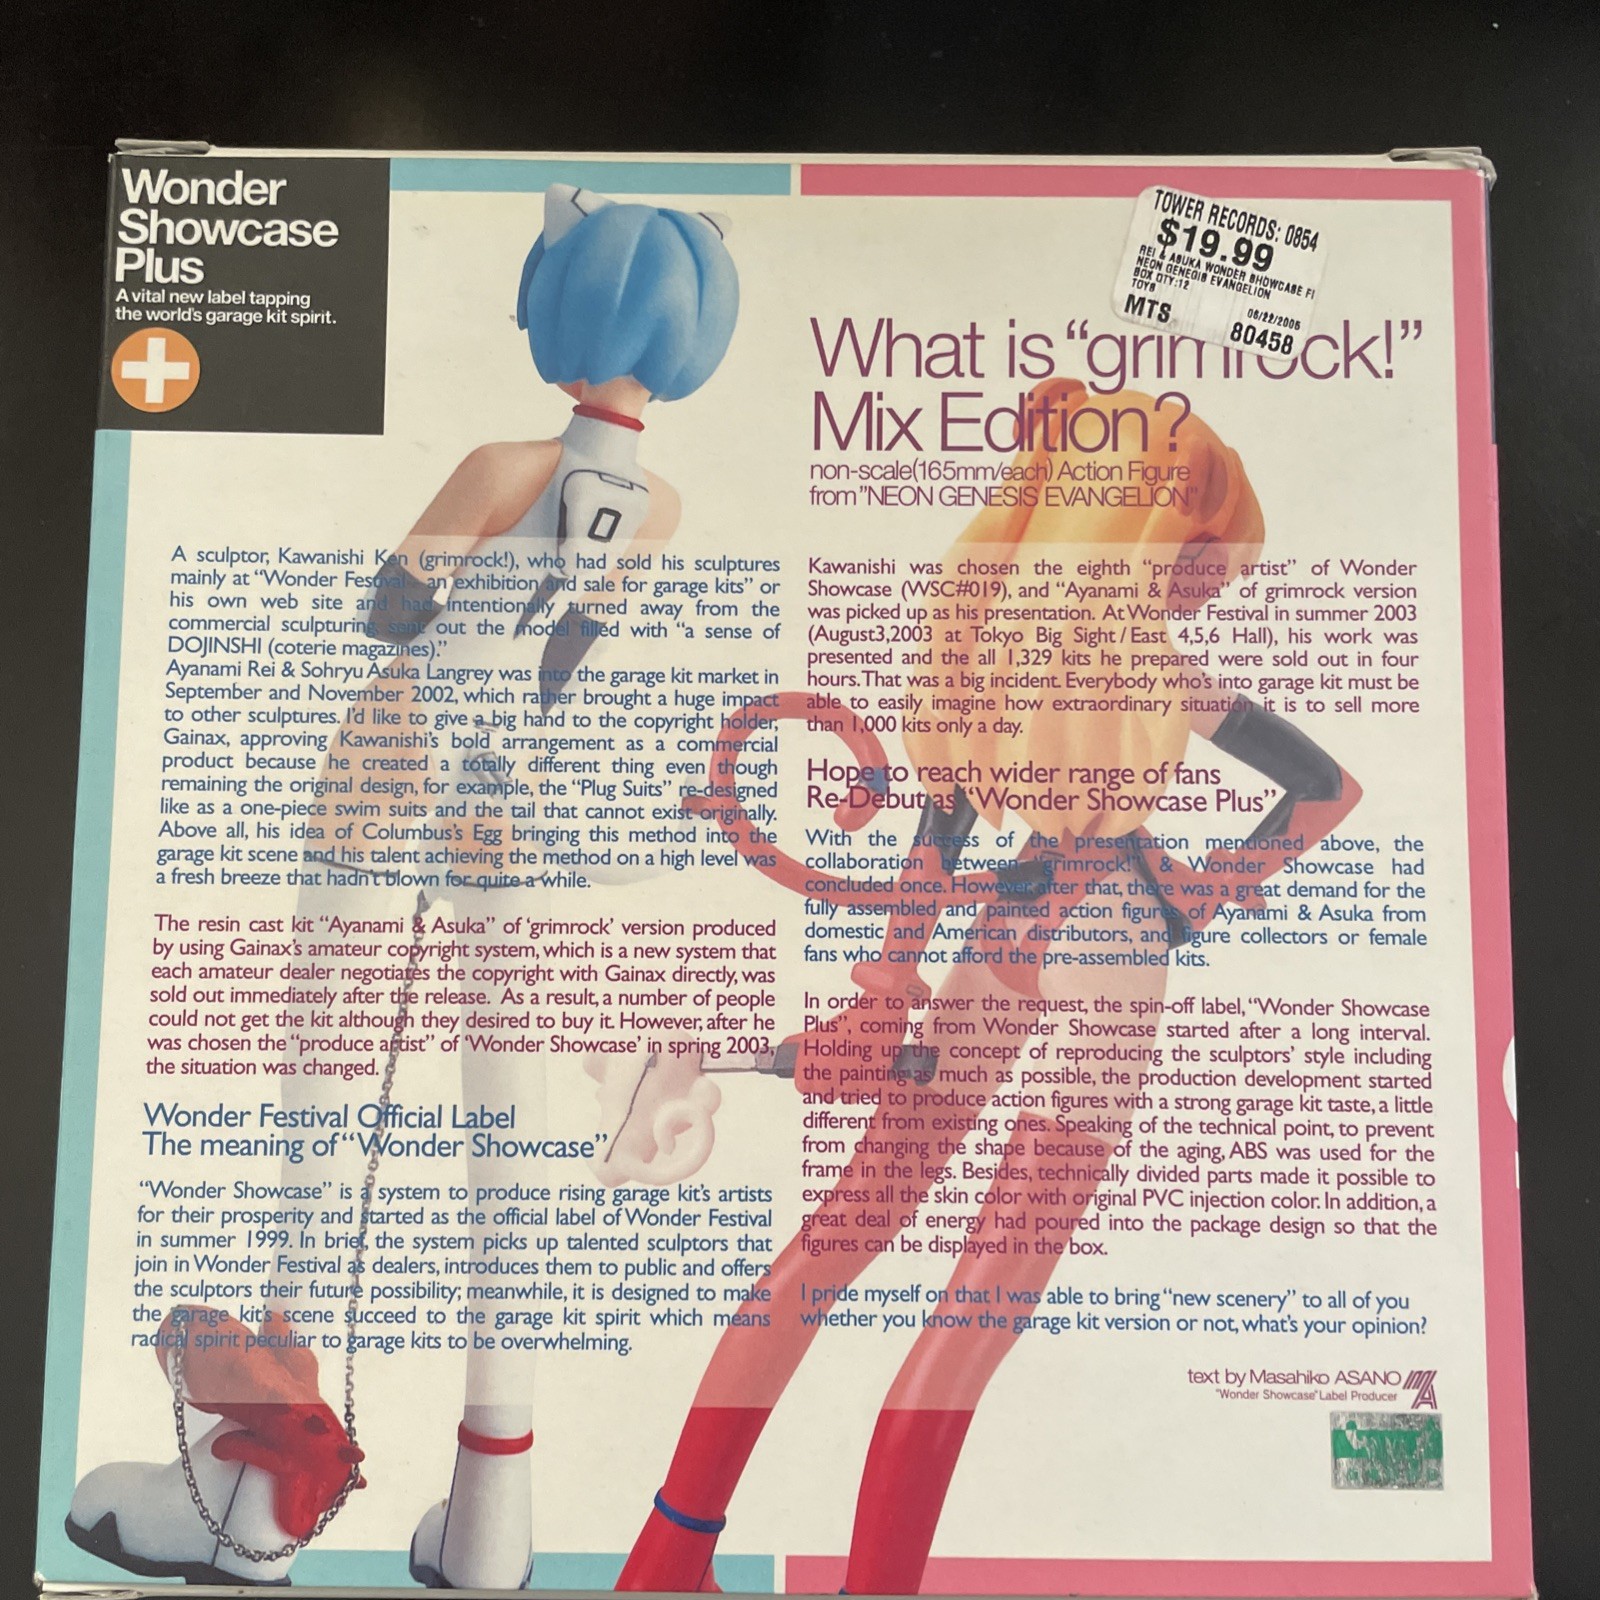 Wonder
Showcase
Plus
A vital new label tapping
the world's garage kit spirit.
TOWER RECORDS: 0854
$19.99
REI & ASUKA WONDER SHOWCASE FI
NEON GENEGIS EVANGELION
BOX QTY:12
TOYS
MTS
06/22/2005
80458
What is "grimrock!"
Mix Edition?
non-scale(165mm/each) Action Figure
from "NEON GENESIS EVANGELION"
A sculptor, Kawanishi Ken (grimrock!), who had sold his sculptures
mainly at "Wonder Festival- an exhibition and sale for garage kits" or
his own web site and had intentionally turned away from the
commercial sculpturing sent out the model filled with "a sense of
DOJINSHI (coterie magazines)."
Ayanami Rei & Sohryu Asuka Langrey was into the garage kit market in
September and November 2002, which rather brought a huge impact
to other sculptures. I'd like to give a big hand to the copyright holder,
Gainax, approving Kawanishi's bold arrangement as a commercial
product because he created a totally different thing even though
remaining the original design, for example, the "Plug Suits" re-designed
like as a one-piece swim suits and the tail that cannot exist originally.
Above all, his idea of Columbus's Egg bringing this method into the
garage kit scene and his talent achieving the method on a high level was
a fresh breeze that hadn't blown for quite a while.
The resin cast kit "Ayanami & Asuka" of 'grimrock' version produced
by using Gainax's amateur copyright system, which is a new system that
each amateur dealer negotiates the copyright with Gainax directly, was
sold out immediately after the release. As a result, a number of people
could not get the kit although they desired to buy it. However, after he
was chosen the "produce artist" of 'Wonder Showcase' in spring 2003,
the situation was changed.
Wonder Festival Official Label
The meaning of "Wonder Showcase"
"Wonder Showcase" is a system to produce rising garage kit's artists
for their prosperity and started as the official label of Wonder Festival
in summer 1999. In brief, the system picks up talented sculptors that
join in Wonder Festival as dealers, introduces them to public and offers
the sculptors their future possibility; meanwhile, it is designed to make
the garage kit's scene succeed to the garage kit spirit which means
radical spirit peculiar to garage kits to be overwhelming.
Kawanishi was chosen the eighth "produce artist" of Wonder
Showcase (WSC#019), and "Ayanami & Asuka" of grimrock version
was picked up as his presentation. At Wonder Festival in summer 2003
(August3,2003 at Tokyo Big Sight / East 4,5,6 Hall), his work was
presented and the all 1,329 kits he prepared were sold out in four
hours. That was a big incident. Everybody who's into garage kit must be
able to easily imagine how extraordinary situation it is to sell more
than 1,000 kits only a day.
Hope to reach wider range of fans
Re-Debut as "Wonder Showcase Plus"
With the success of the presentation mentioned above, the
collaboration between "grimrock!" & Wonder Showcase had
concluded once. However after that, there was a great demand for the
fully assembled and painted action figures of Ayanami & Asuka from
domestic and American distributors, and figure collectors or female
fans who cannot afford the pre-assembled kits.
In order to answer the request, the spin-off label, "Wonder Showcase
Plus", coming from Wonder Showcase started after a long interval.
Holding up the concept of reproducing the sculptors' style including
the painting as much as possible, the production development started
and tried to produce action figures with a strong garage kit taste, a little
different from existing ones. Speaking of the technical point, to prevent
from changing the shape because of the aging, ABS was used for the
frame in the legs. Besides, technically divided parts made it possible to
express all the skin color with original PVC injection color. In addition, a
great deal of energy had poured into the package design so that the
figures can be displayed in the box.
I pride myself on that I was able to bring "new scenery" to all of you
whether you know the garage kit version or not, what's your opinion?
text by Masahiko ASANO
"Wonder Showcase" Label Producer